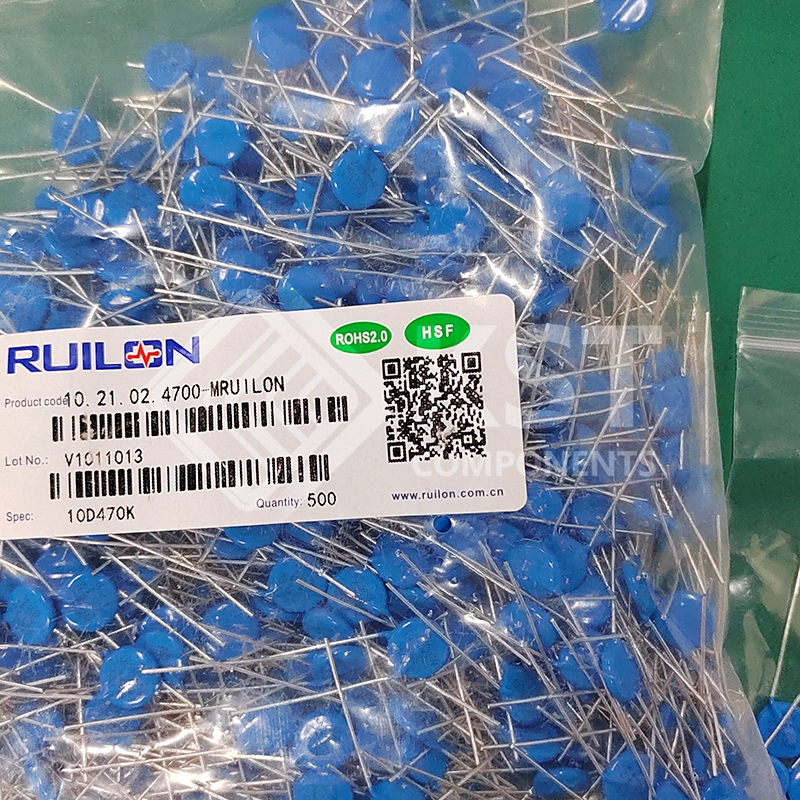 RUILON
ROHS2.0
HSF
Product code
10.21.02.4700-MRUILON
Lot No.: V1011013
Spec: 10D470K
Quantity: 500
www.ruilon.com.cn
XST
COMPONENTS